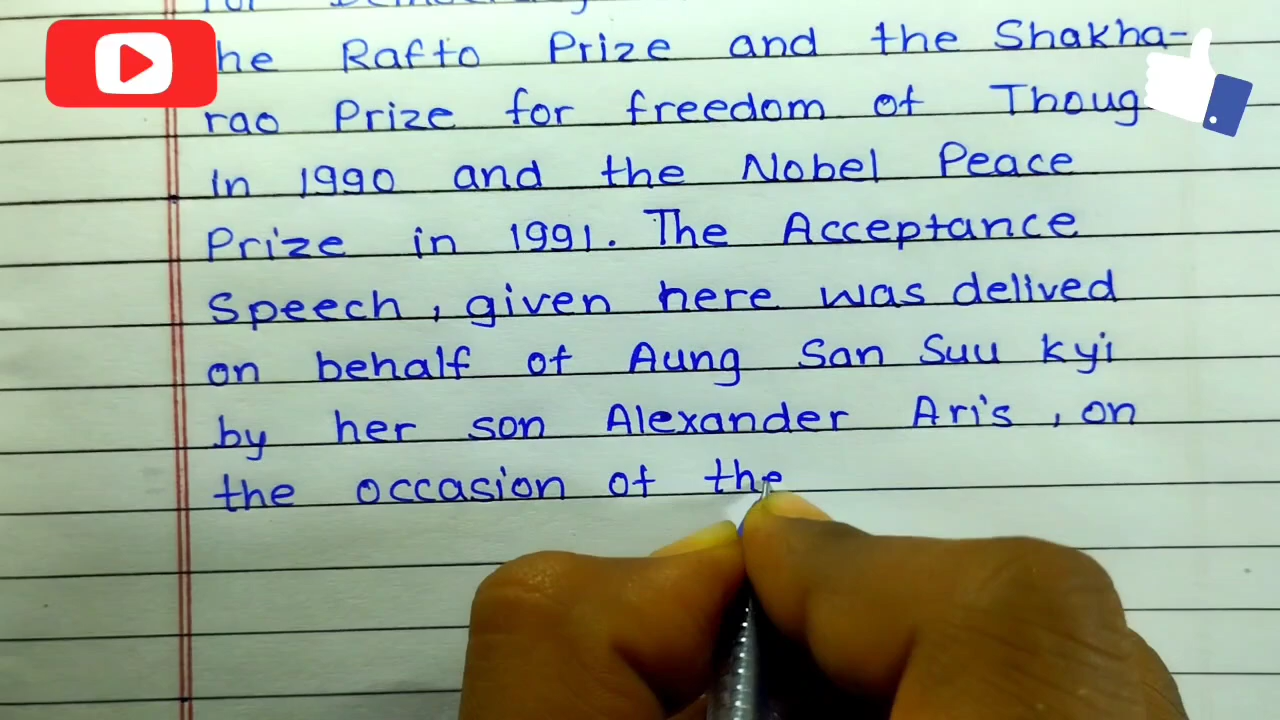 he Rafto Prize and the Shakha-
rao Prize for freedom of Thoug
In 1990 and the Nobel Peace
Prize in 1991. The Acceptance
Speech, given here was delived
on behalf of Aung San Suu kyi
by her son Alexander Ari's, on
the occasion of the